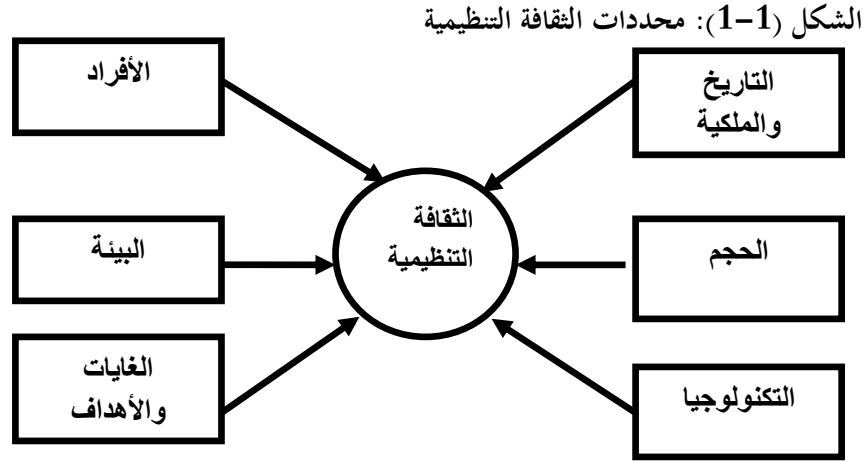 الشكل (1-1): محددات الثقافة التنظيمية
التاريخ
والملكية
الأفراد
الثقافة
التنظيمية
الحجم
البيئة
التكنولوجيا
الغايات
والأهداف